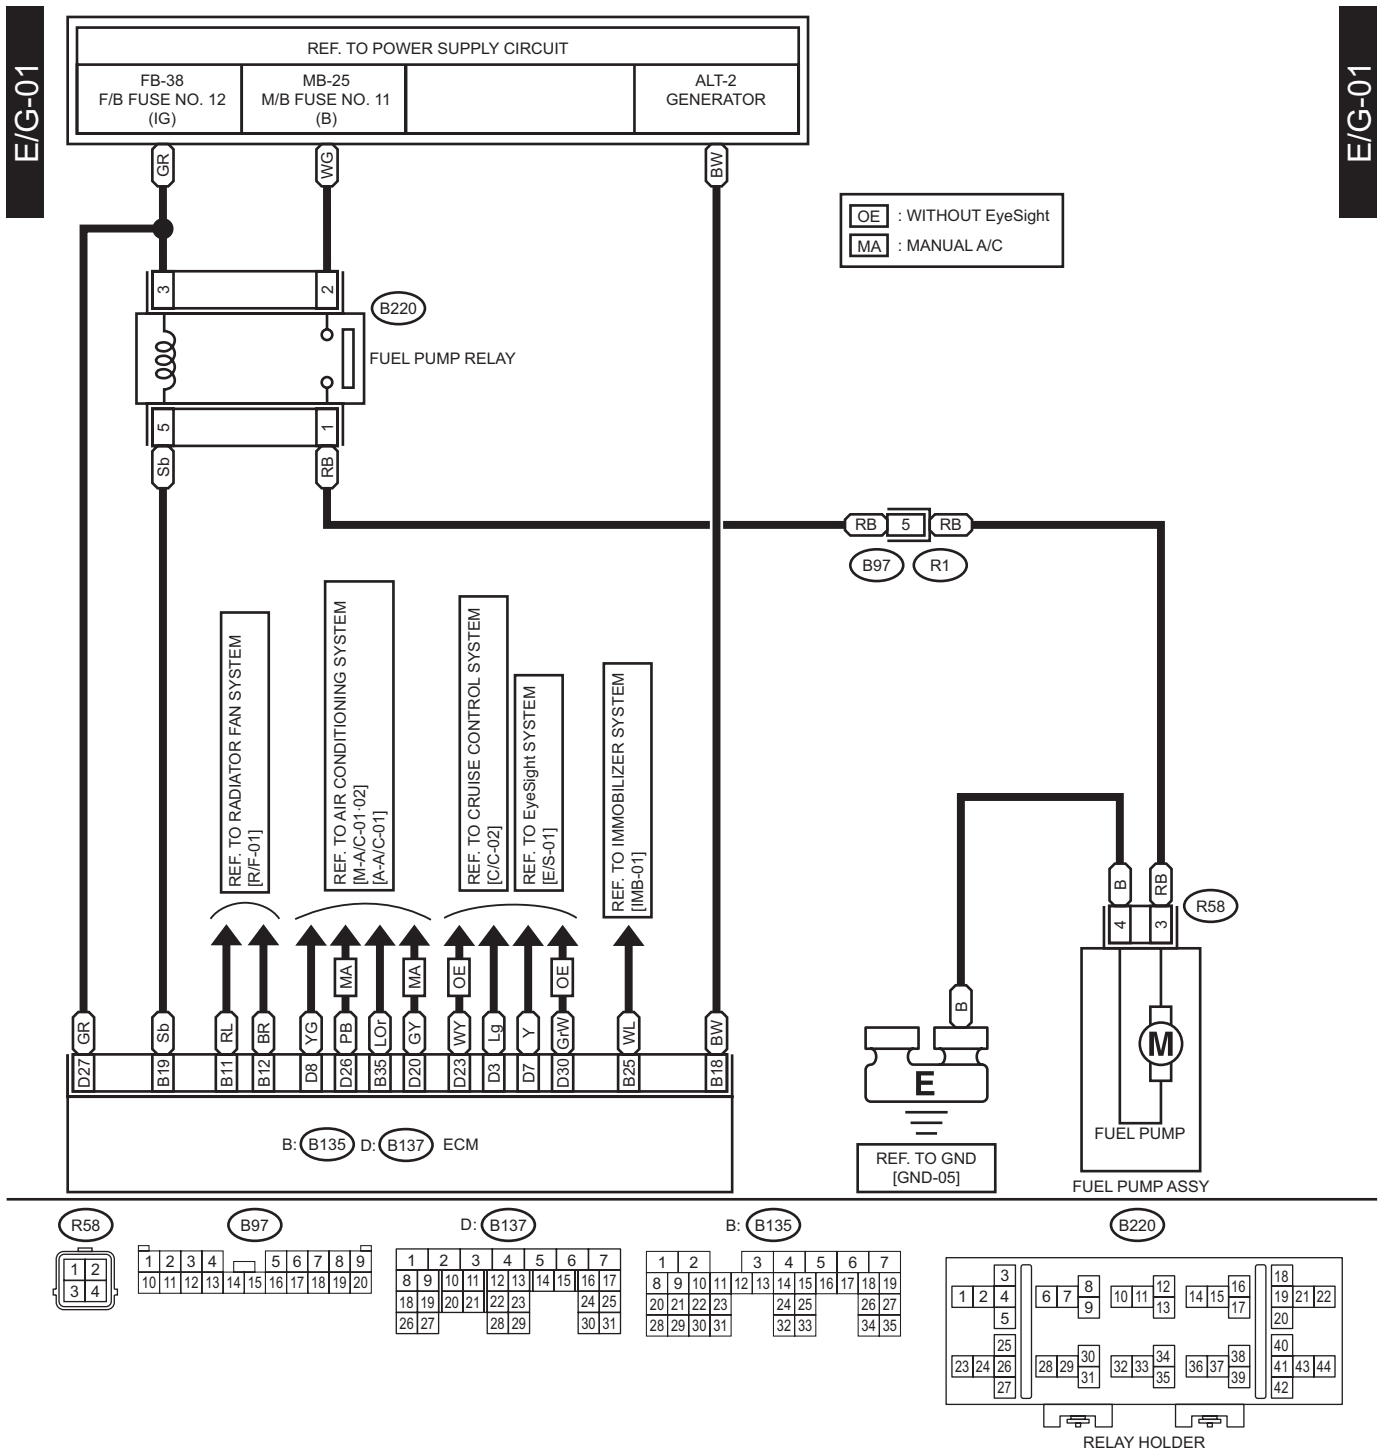 E/G-01
E/G-01
REF. TO POWER SUPPLY CIRCUIT
FB-38
F/B FUSE NO. 12
(IG)
MB-25
M/B FUSE NO. 11
(B)
ALT-2
GENERATOR
GR
WG
BW
OE : WITHOUT EyeSight
MA : MANUAL A/C
3
2
B220
FUEL PUMP RELAY
5
1
Sb
RB
RB 5 RB
B97 R1
REF. TO RADIATOR FAN SYSTEM
[R/F-01]
REF. TO AIR CONDITIONING SYSTEM
[M-A/C-01·02]
[A-A/C-01]
REF. TO CRUISE CONTROL SYSTEM
[C/C-02]
REF. TO EyeSight SYSTEM
[E/S-01]
REF. TO IMMOBILIZER SYSTEM
[IMB-01]
B
RB
4
3
R58
MA MA OE OE
GR Sb RL BR YG PB LOr GY WY Lg Y GrW WL BW
D27 B19 B11 B12 D8 D26 B35 D20 D23 D3 D7 D30 B25 B18
B: B135 D: B137 ECM
B
E
REF. TO GND
[GND-05]
M
FUEL PUMP
FUEL PUMP ASSY
R58
1 2
3 4
B97
1 2 3 4 5 6 7 8 9
10 11 12 13 14 15 16 17 18 19 20
D: B137
1 2 3 4 5 6 7
8 9 10 11 12 13 14 15 16 17
18 19 20 21 22 23 24 25
26 27 28 29 30 31
B: B135
1 2 3 4 5 6 7
8 9 10 11 12 13 14 15 16 17 18 19
20 21 22 23 24 25 26 27
28 29 30 31 32 33 34 35
B220
3 8 12 16 18
1 2 4 6 7 9 10 11 13 14 15 17 19 21 22
5 20
25 30 34 38 40
23 24 26 28 29 31 32 33 35 36 37 39 41 43 44
27 42
RELAY HOLDER